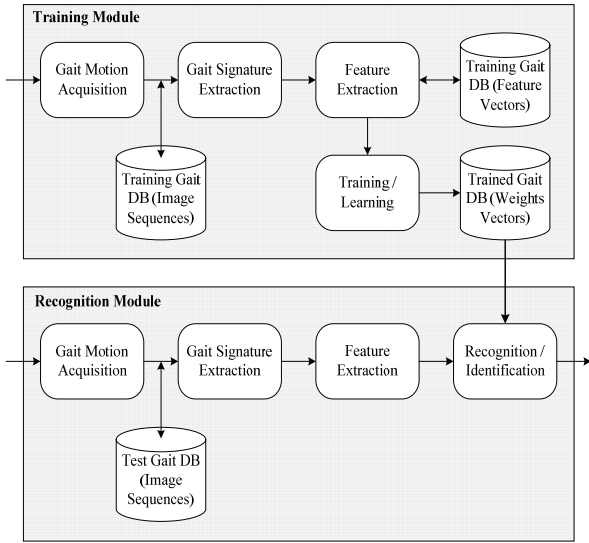 Training Module
Gait Motion
Acquisition
Gait Signature
Extraction
Feature
Extraction
Training Gait
DB (Feature
Vectors)
Training Gait
DB (Image
Sequences)
Training /
Learning
Trained Gait
DB (Weights
Vectors)
Recognition Module
Gait Motion
Acquisition
Gait Signature
Extraction
Feature
Extraction
Recognition /
Identification
Test Gait DB
(Image
Sequences)